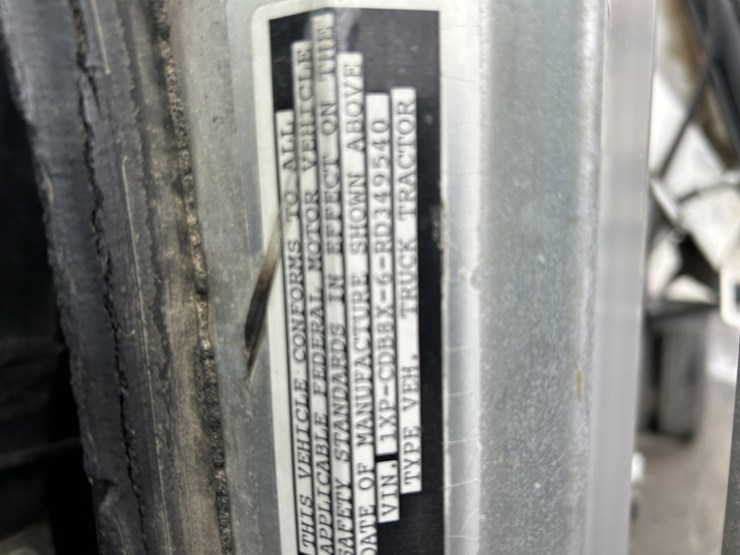 THIS VEHICLE CONFORMS TO ALL
APPLICABLE FEDERAL MOTOR VEHICLE
SAFETY STANDARDS IN EFFECT ON THE
DATE OF MANUFACTURE SHOWN ABOVE
VIN. 1XP-CDB8X-6-RD349540
TYPE VEH. TRUCK TRACTOR